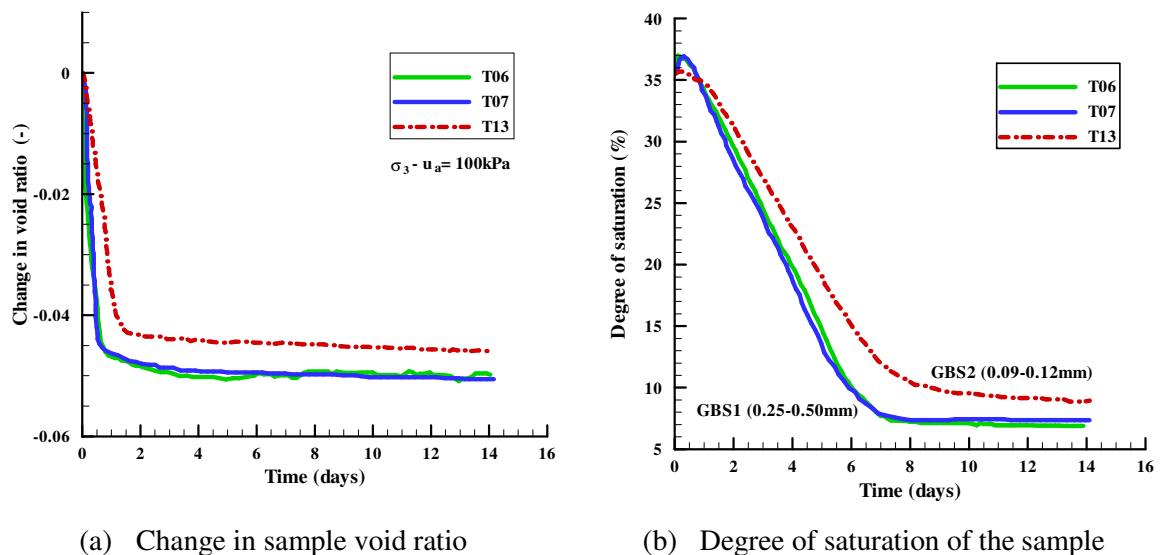 0
-0.02
-0.04
-0.06
Change in void ratio (-)
T06
T07
T13
σ3 - ua= 100kPa
0 2 4 6 8 10 12 14 16
Time (days)
(a) Change in sample void ratio
45
40
35
30
25
20
15
10
5
Degree of saturation (%)
T06
T07
T13
GBS2 (0.09-0.12mm)
GBS1 (0.25-0.50mm)
0 2 4 6 8 10 12 14 16
Time (days)
(b) Degree of saturation of the sample